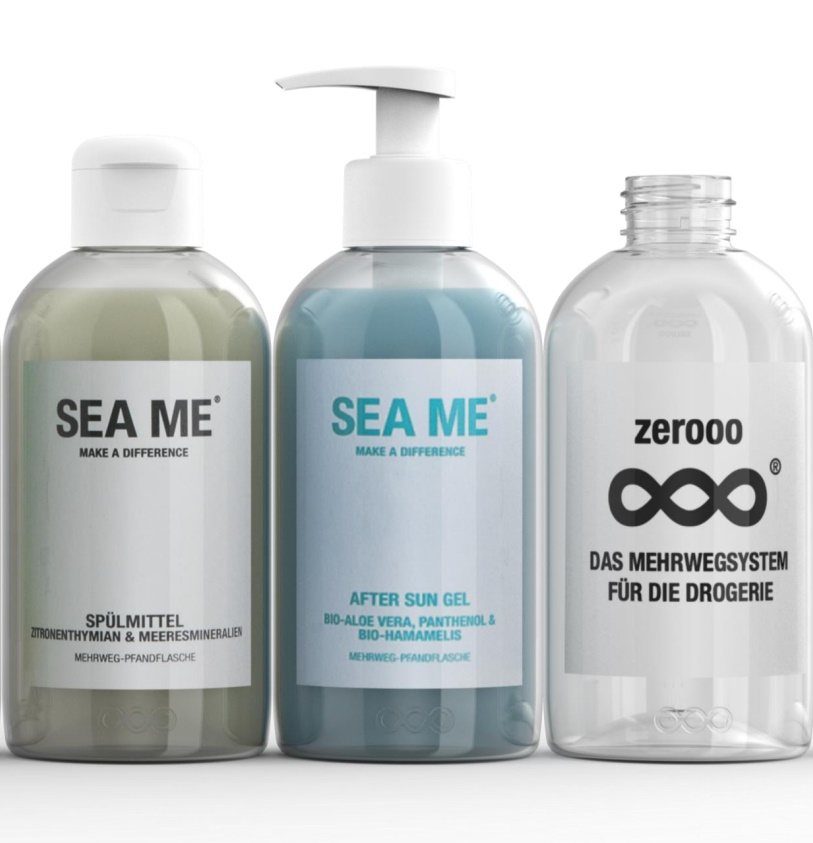 SEA ME®
MAKE A DIFFERENCE
SPÜLMITTEL
ZITRONENTHYMIAN & MEERESMINERALIEN
MEHRWEG-PFANDFLASCHE
SEA ME®
MAKE A DIFFERENCE
AFTER SUN GEL
BIO-ALOE VERA, PANTHENOL &
BIO-HAMAMELIS
MEHRWEG-PFANDFLASCHE
zerooo
®
DAS MEHRWEGSYSTEM
FÜR DIE DROGERIE